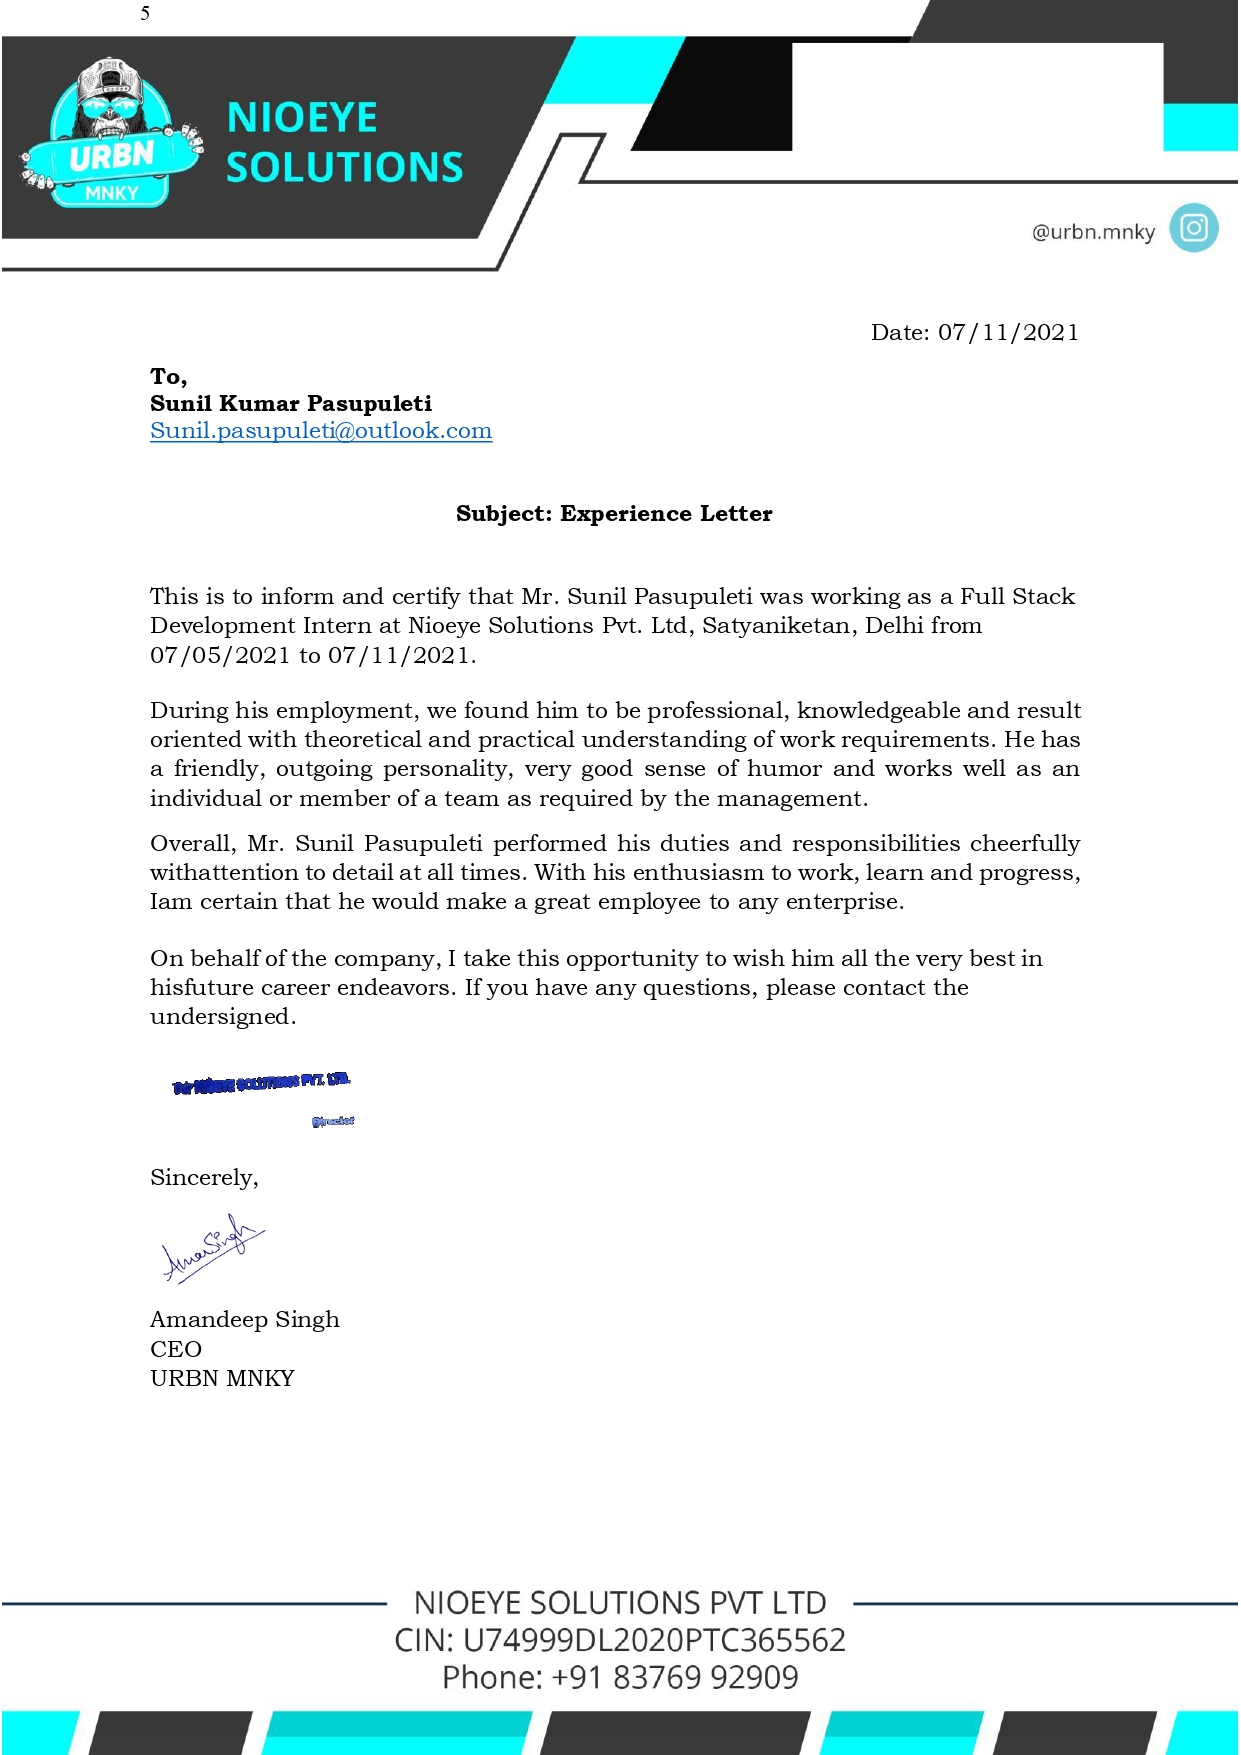 5
URBN
MNKY
NIOEYE
SOLUTIONS
@urbn.mnky
Date: 07/11/2021
To,
Sunil Kumar Pasupuleti
Sunil.pasupuleti@outlook.com
Subject: Experience Letter
This is to inform and certify that Mr. Sunil Pasupuleti was working as a Full Stack
Development Intern at Nioeye Solutions Pvt. Ltd, Satyaniketan, Delhi from
07/05/2021 to 07/11/2021.
During his employment, we found him to be professional, knowledgeable and result
oriented with theoretical and practical understanding of work requirements. He has
a friendly, outgoing personality, very good sense of humor and works well as an
individual or member of a team as required by the management.
Overall, Mr. Sunil Pasupuleti performed his duties and responsibilities cheerfully
withattention to detail at all times. With his enthusiasm to work, learn and progress,
Iam certain that he would make a great employee to any enterprise.
On behalf of the company, I take this opportunity to wish him all the very best in
hisfuture career endeavors. If you have any questions, please contact the
undersigned.
For NIOEYE SOLUTIONS PVT. LTD.
Director
Sincerely,
AmanSingh
Amandeep Singh
CEO
URBN MNKY
NIOEYE SOLUTIONS PVT LTD
CIN: U74999DL2020PTC365562
Phone: +91 83769 92909